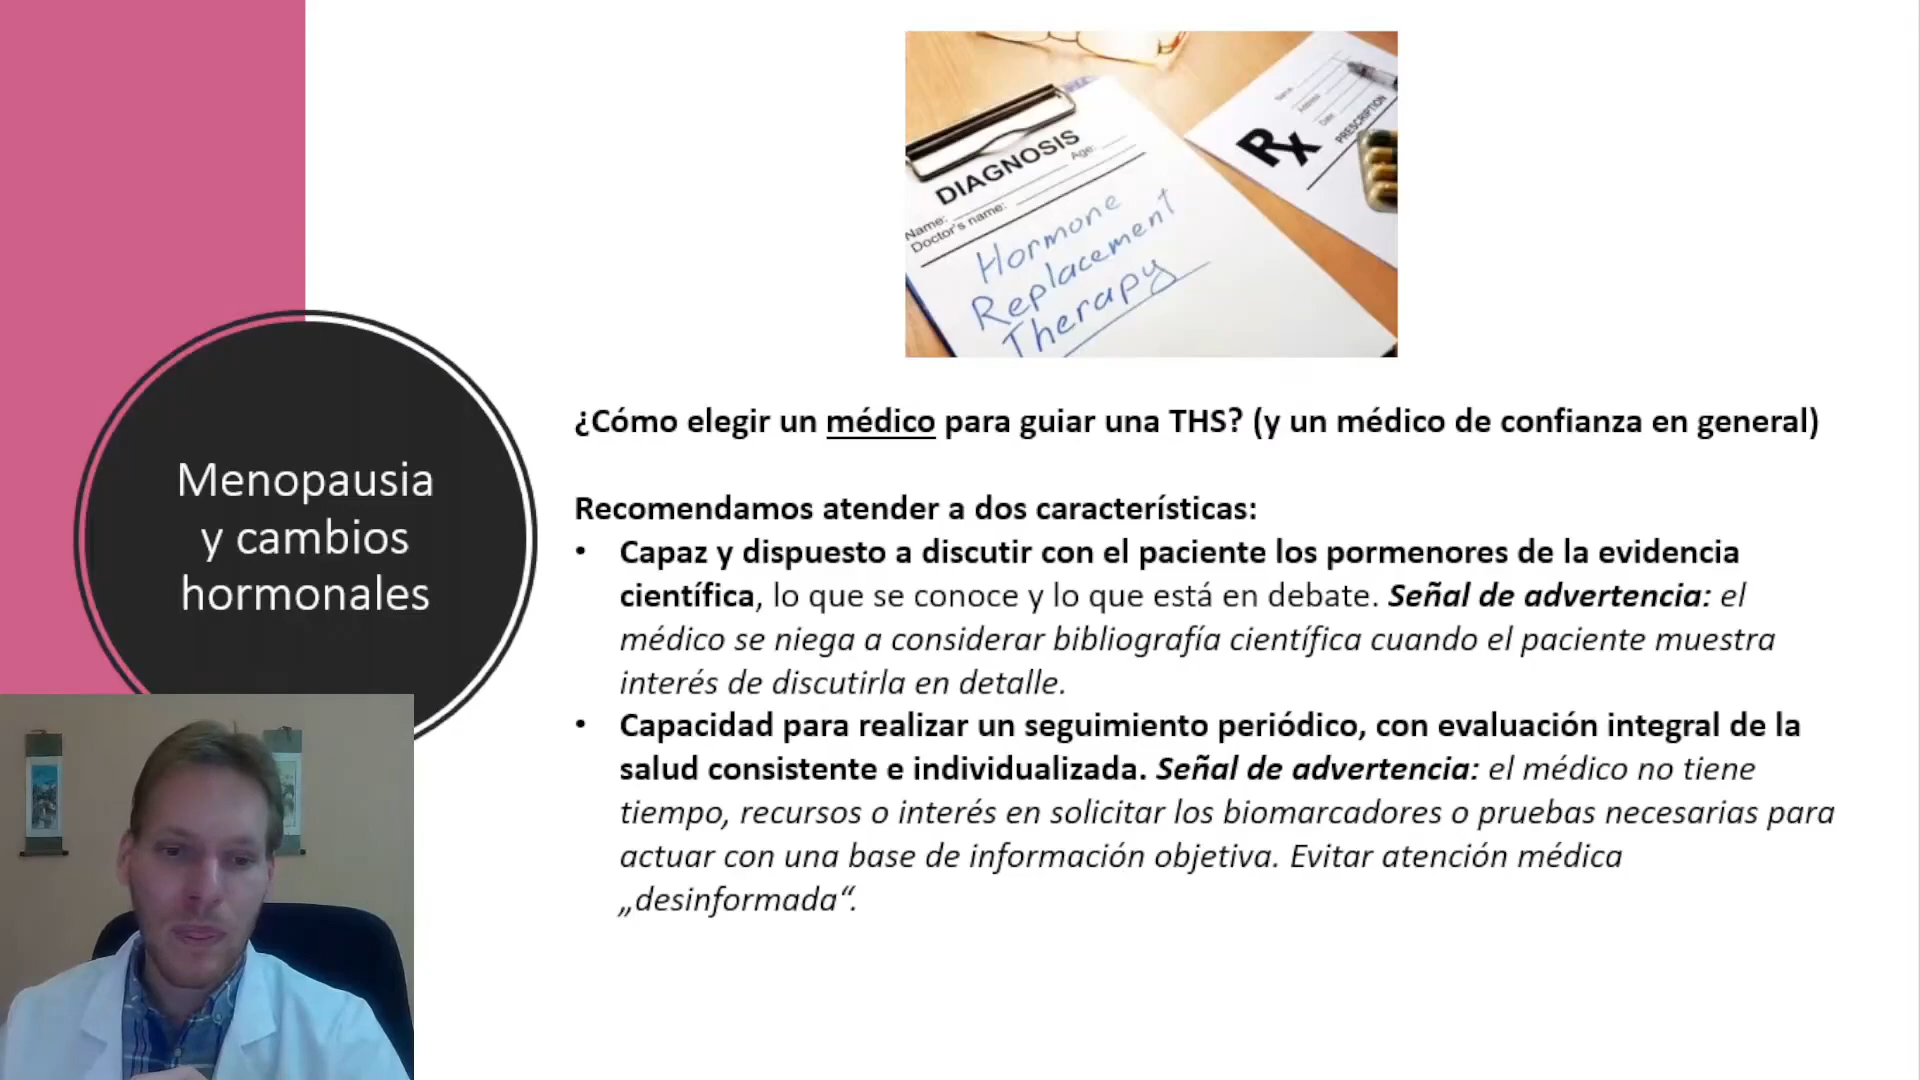 DIAGNOSIS
Name:
Age:
Doctor's name:
Hormone
Replacement
Therapy
Rx
Name:
Address
Date:
PRESCRIPTION
Menopausia
y cambios
hormonales
¿Cómo elegir un médico para guiar una THS? (y un médico de confianza en general)
Recomendamos atender a dos características:
• Capaz y dispuesto a discutir con el paciente los pormenores de la evidencia
científica, lo que se conoce y lo que está en debate. Señal de advertencia: el
médico se niega a considerar bibliografía científica cuando el paciente muestra
interés de discutirla en detalle.
• Capacidad para realizar un seguimiento periódico, con evaluación integral de la
salud consistente e individualizada. Señal de advertencia: el médico no tiene
tiempo, recursos o interés en solicitar los biomarcadores o pruebas necesarias para
actuar con una base de información objetiva. Evitar atención médica
„desinformada“.